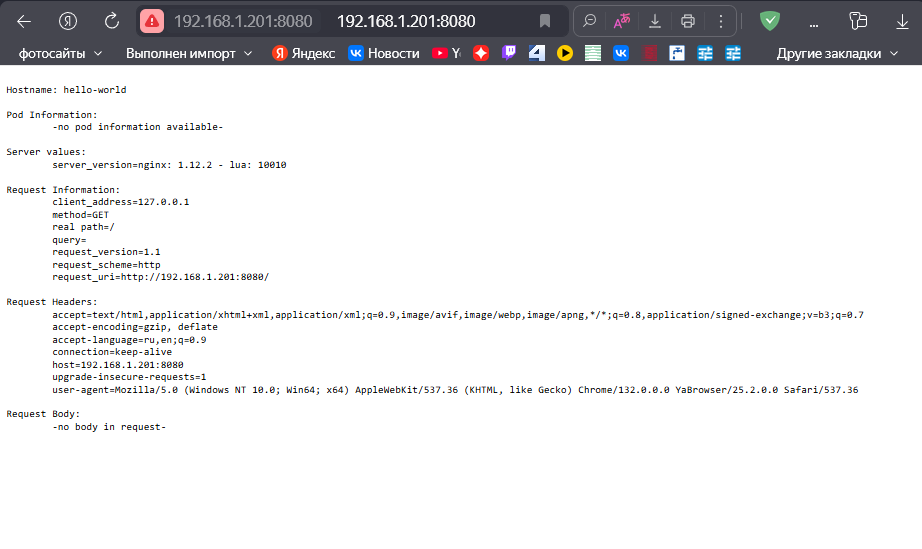 192.168.1.201:8080 192.168.1.201:8080
фотосайты Выполнен импорт Яндекс Новости Другие закладки
Hostname: hello-world
Pod Information:
-no pod information available-
Server values:
server_version=nginx: 1.12.2 - lua: 10010
Request Information:
client_address=127.0.0.1
method=GET
real path=/
query=
request_version=1.1
request_scheme=http
request_uri=http://192.168.1.201:8080/
Request Headers:
accept=text/html,application/xhtml+xml,application/xml;q=0.9,image/avif,image/webp,image/apng,*/*;q=0.8,application/signed-exchange;v=b3;q=0.7
accept-encoding=gzip, deflate
accept-language=ru,en;q=0.9
connection=keep-alive
host=192.168.1.201:8080
upgrade-insecure-requests=1
user-agent=Mozilla/5.0 (Windows NT 10.0; Win64; x64) AppleWebKit/537.36 (KHTML, like Gecko) Chrome/132.0.0.0 YaBrowser/25.2.0.0 Safari/537.36
Request Body:
-no body in request-